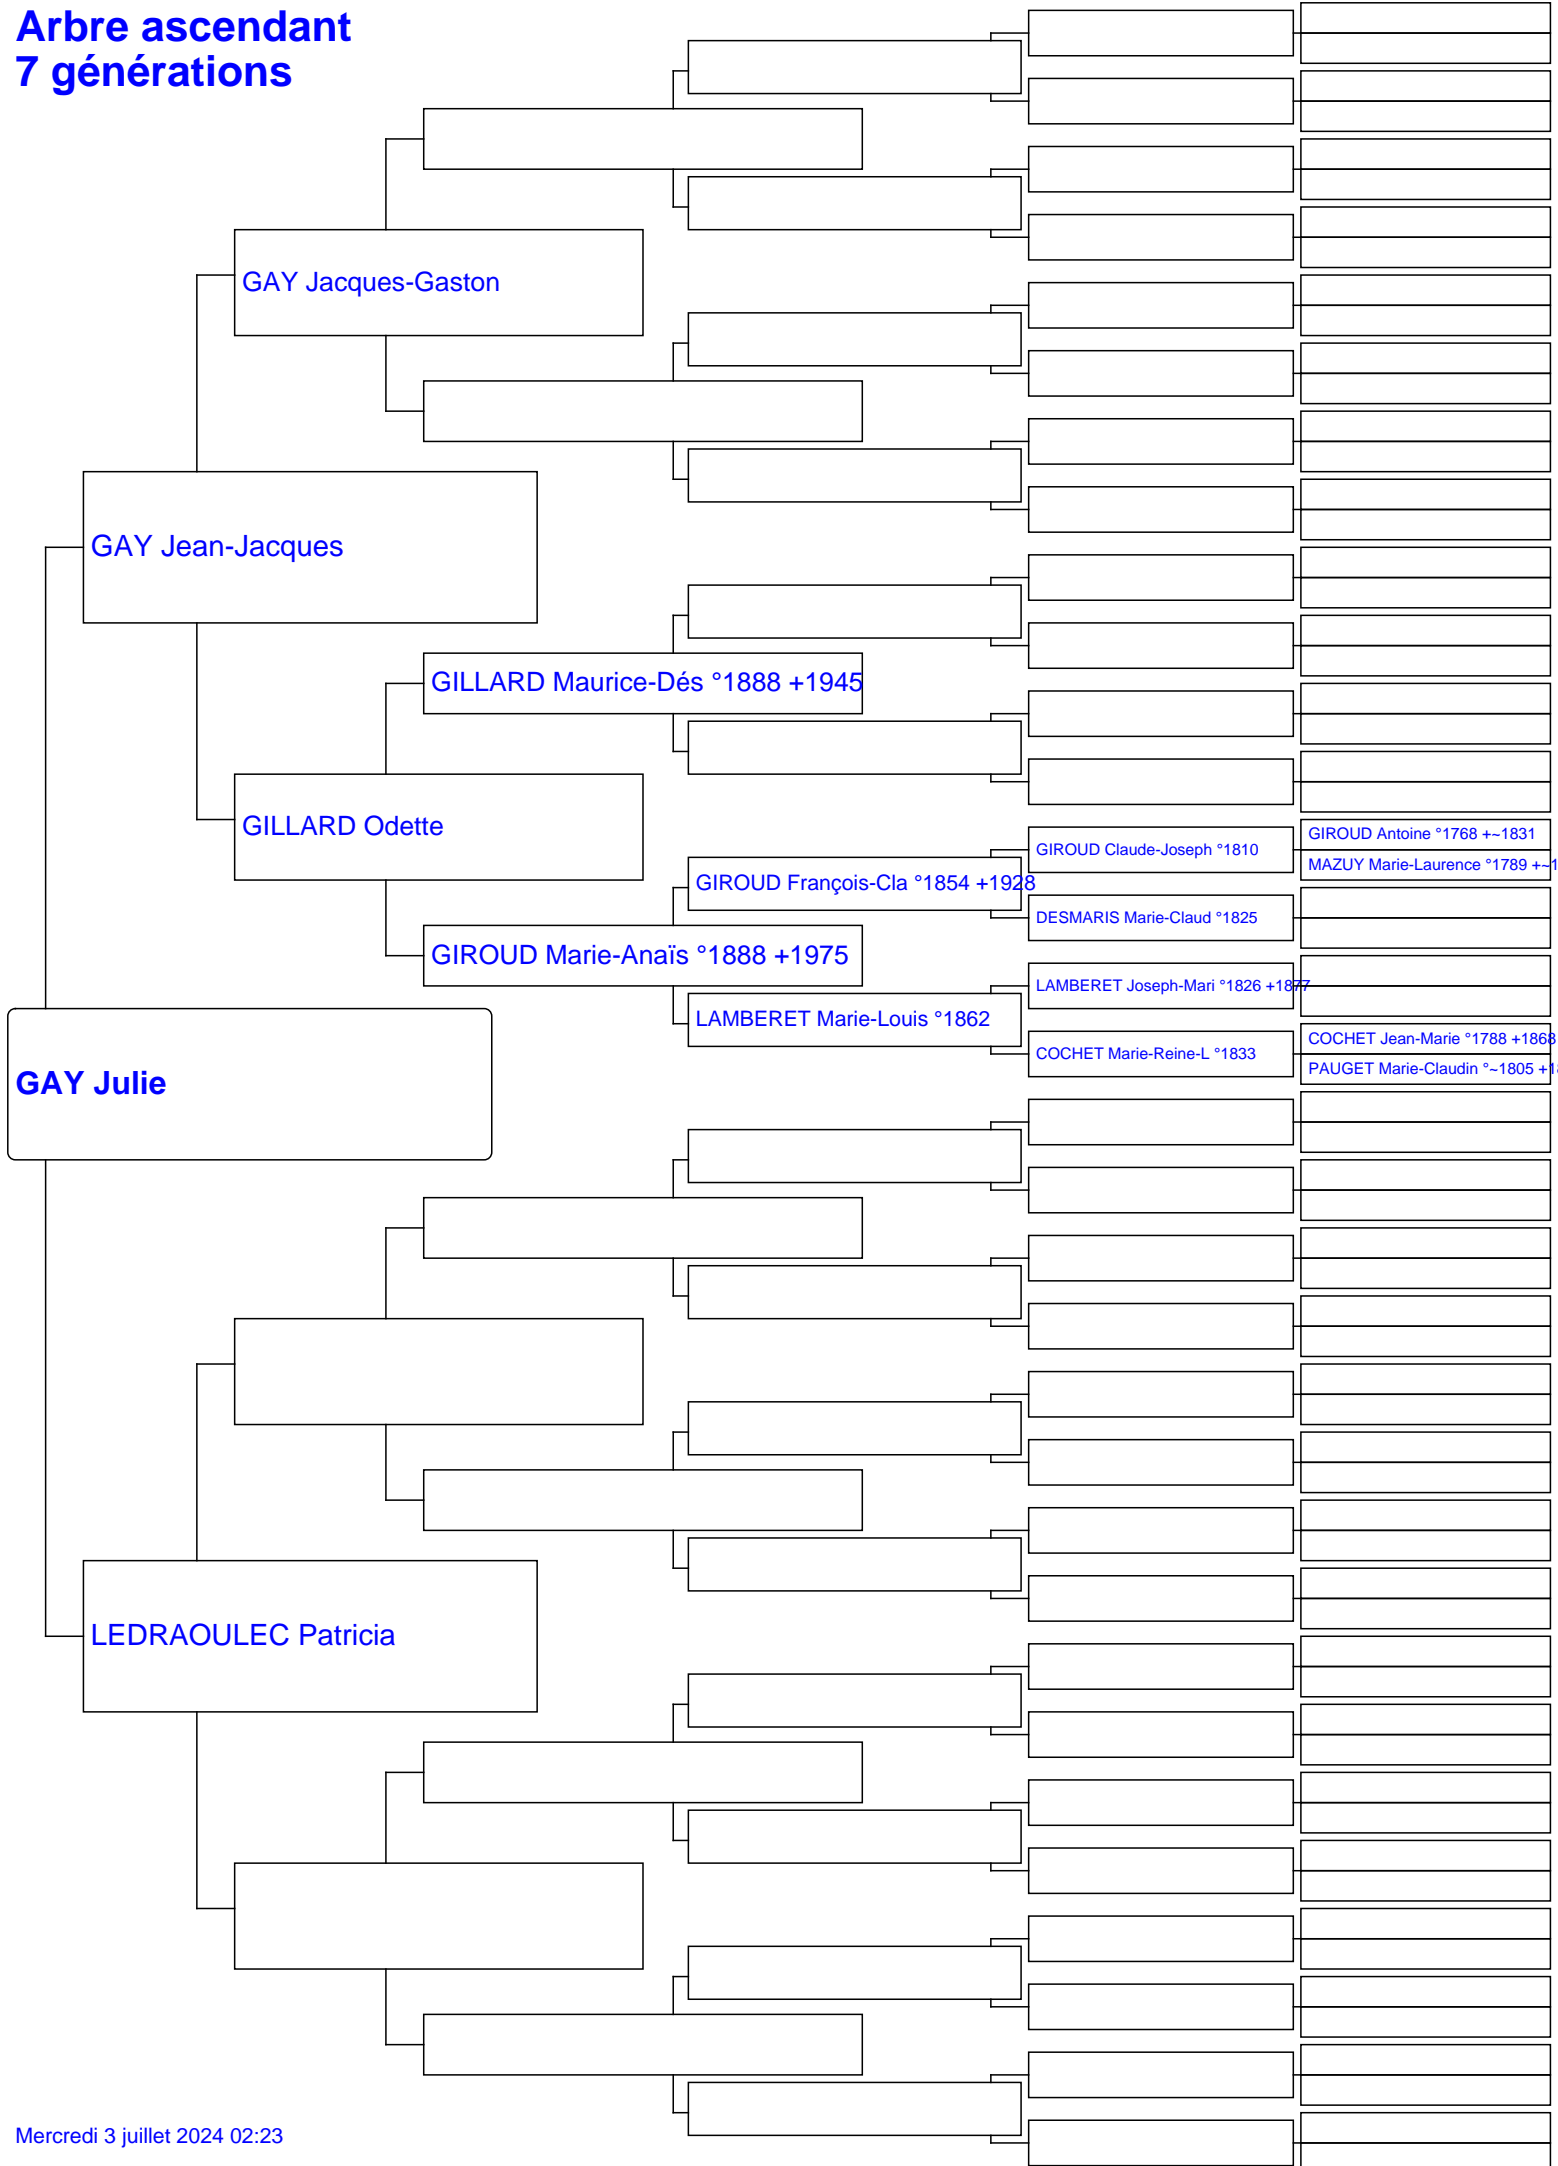 Arbre ascendant
7 générations
GAY Jacques-Gaston
GAY Jean-Jacques
GILLARD Maurice-Dés °1888 +1945
GILLARD Odette
GIROUD Antoine °1768 +~1831
GIROUD Claude-Joseph °1810
MAZUY Marie-Laurence °1789 +~1
GIROUD François-Cla °1854 +1928
DESMARIS Marie-Claud °1825
GIROUD Marie-Anaïs °1888 +1975
LAMBERET Joseph-Mari °1826 +1877
LAMBERET Marie-Louis °1862
COCHET Jean-Marie °1788 +1868
COCHET Marie-Reine-L °1833
PAUGET Marie-Claudin °~1805 +18
GAY Julie
LEDRAOULEC Patricia
Mercredi 3 juillet 2024 02:23